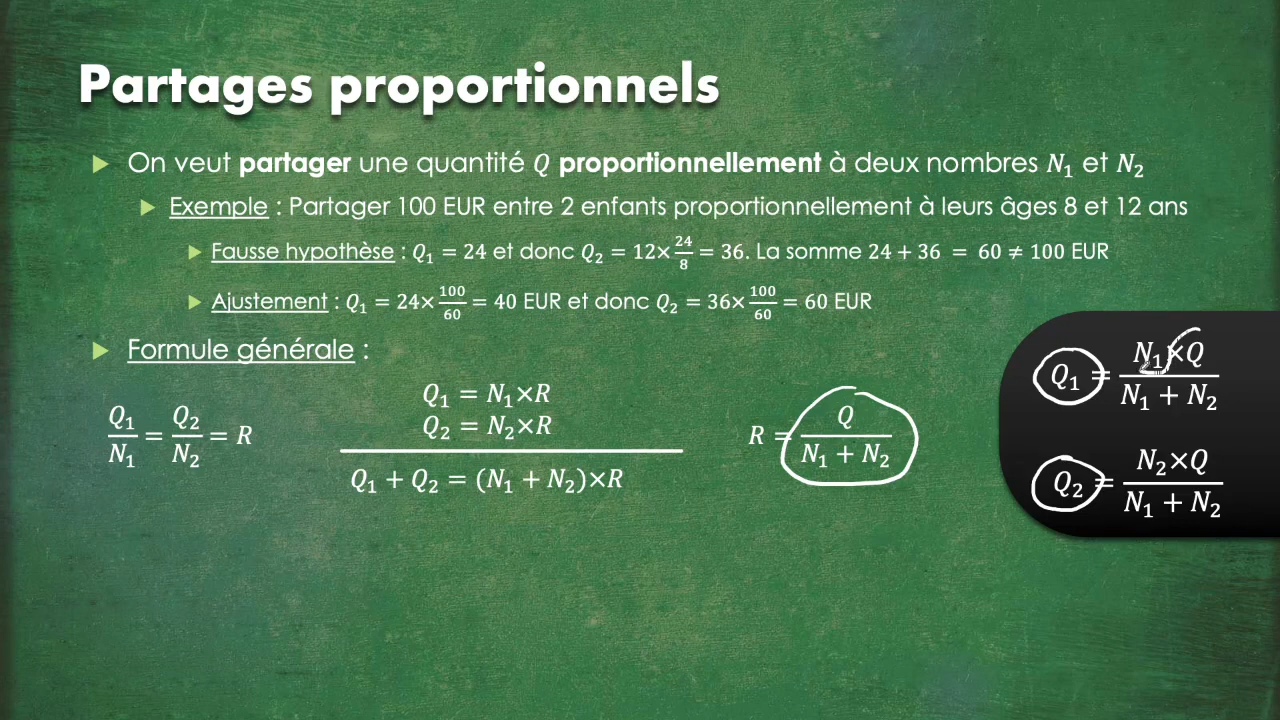 Partages proportionnels
On veut partager une quantité Q proportionnellement à deux nombres N₁ et N₂
Exemple : Partager 100 EUR entre 2 enfants proportionnellement à leurs âges 8 et 12 ans
Fausse hypothèse : Q₁ = 24 et donc Q₂ = 12×24/8 = 36. La somme 24 + 36 = 60 ≠ 100 EUR
Ajustement : Q₁ = 24×100/60 = 40 EUR et donc Q₂ = 36×100/60 = 60 EUR
Formule générale :
Q₁/N₁ = Q₂/N₂ = R
Q₁ = N₁×R
Q₂ = N₂×R
Q₁ + Q₂ = (N₁ + N₂)×R
R = Q/(N₁ + N₂)
Q₁ = N₁×Q/(N₁ + N₂)
Q₂ = N₂×Q/(N₁ + N₂)